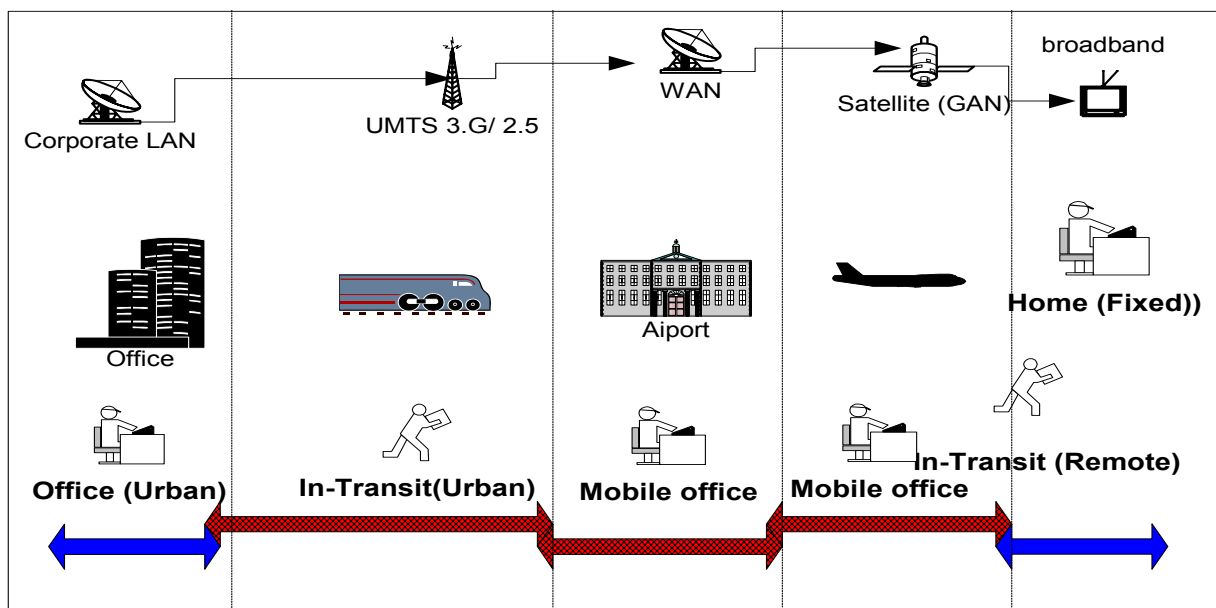 broadband
WAN
Satellite (GAN)
UMTS 3.G/ 2.5
Corporate LAN
Home (Fixed))
Aiport
Office
In-Transit (Remote)
Office (Urban)
In-Transit(Urban)
Mobile office
Mobile office